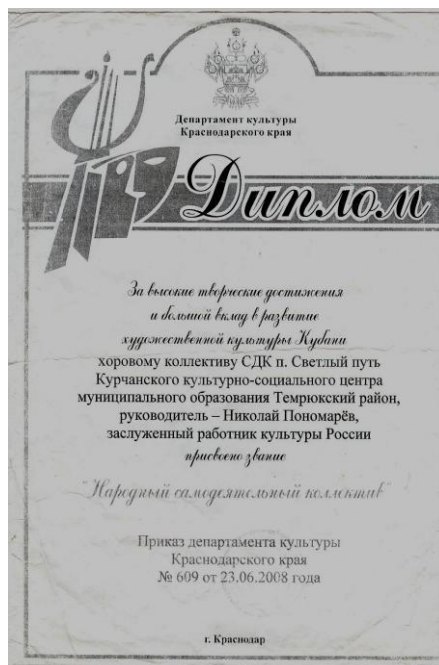 Департамент культуры
Краснодарского края
Диплом
За высокие творческие достижения
и большой вклад в развитие
художественной культуры Кубани
хоровому коллективу СДК п. Светлый путь
Курчанского культурно-социального центра
муниципального образования Темрюкский район,
руководитель – Николай Пономарёв,
заслуженный работник культуры России
присвоено звание
"Народный самодеятельный коллектив"
Приказ департамента культуры
Краснодарского края
№ 609 от 23.06.2008 года
г. Краснодар